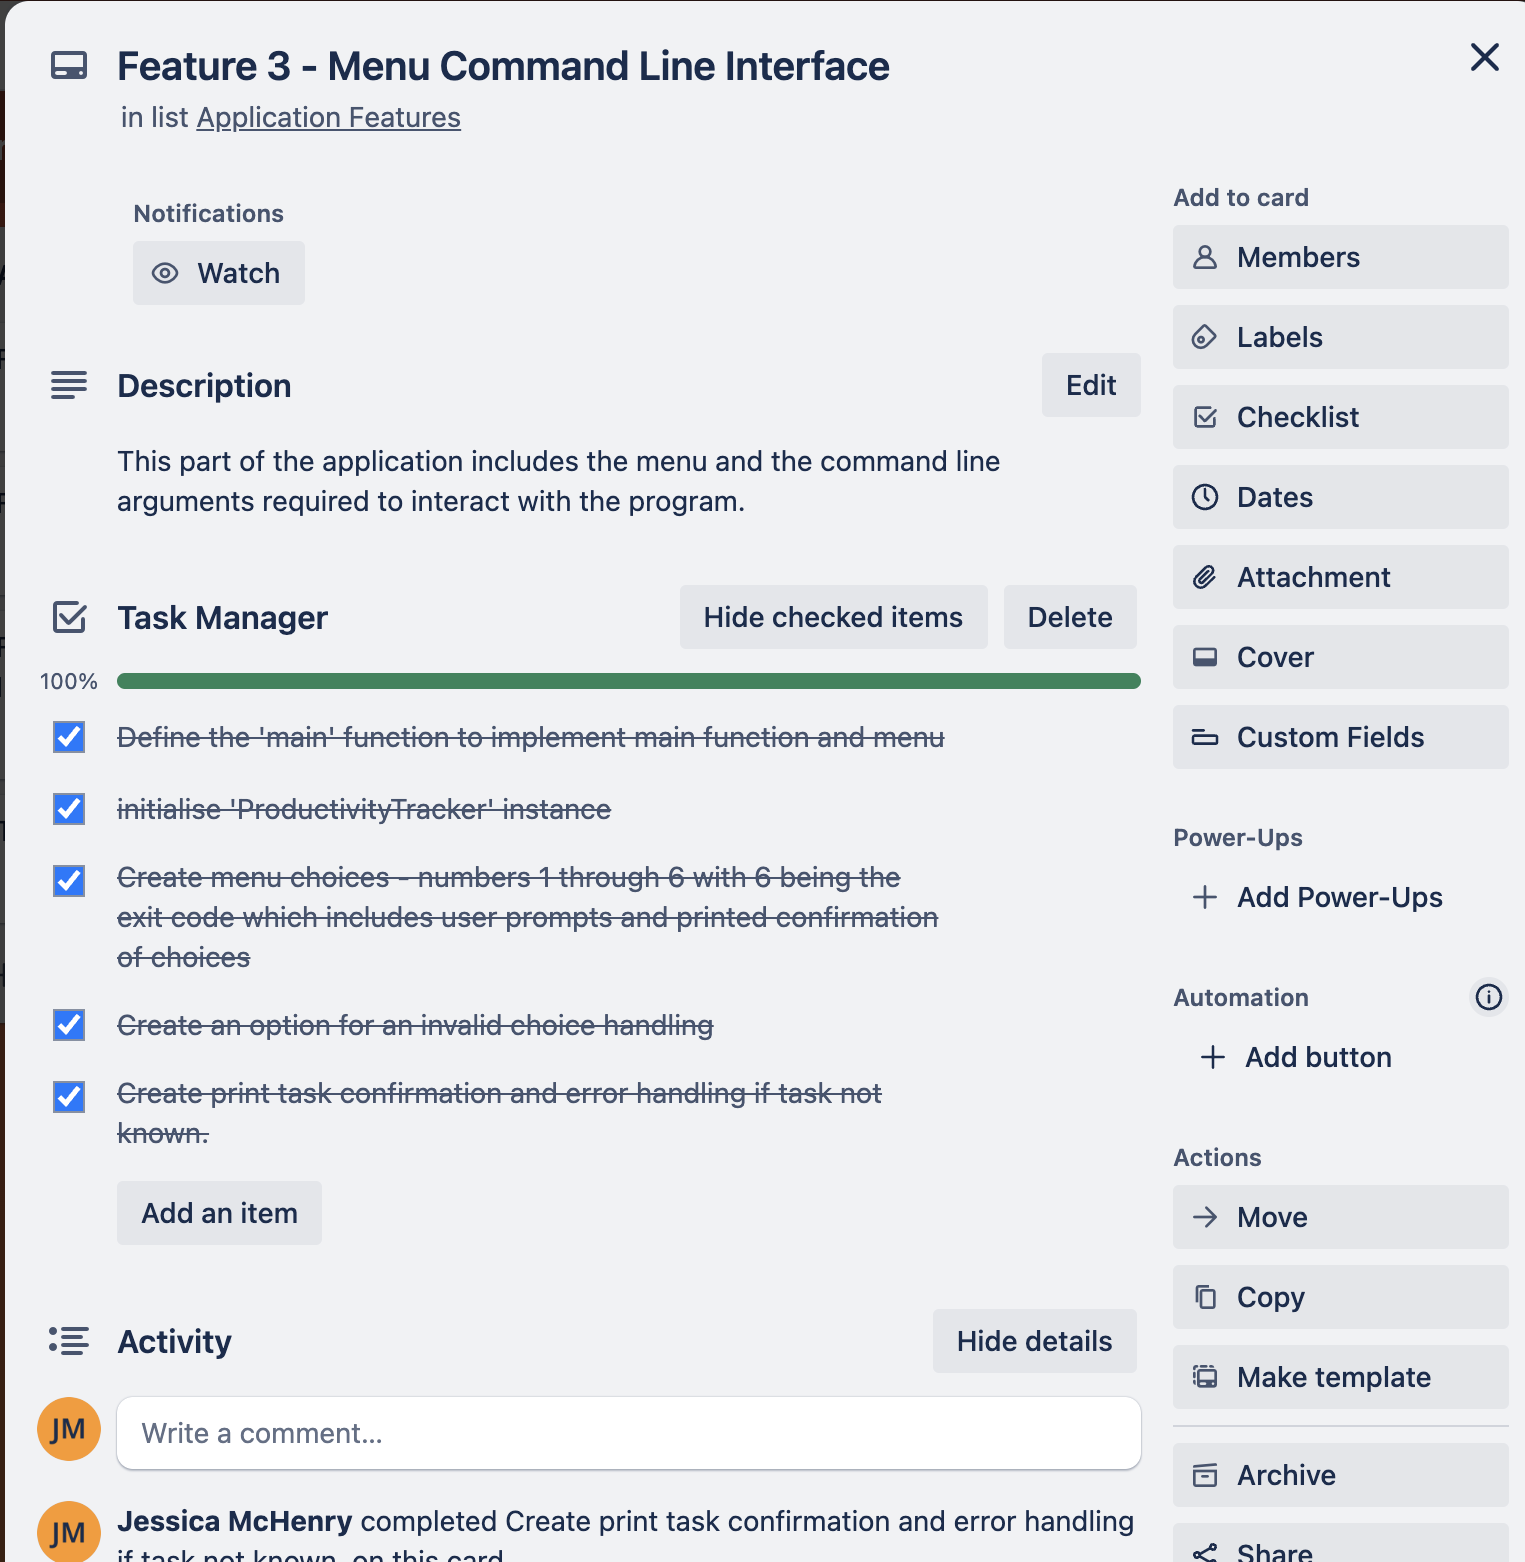 Feature 3 - Menu Command Line Interface
in list Application Features
Notifications
Watch
Description
Edit
This part of the application includes the menu and the command line
arguments required to interact with the program.
Task Manager
Hide checked items
Delete
100%
Define the 'main' function to implement main function and menu
initialise 'ProductivityTracker' instance
Create menu choices - numbers 1 through 6 with 6 being the
exit code which includes user prompts and printed confirmation
of choices
Create an option for an invalid choice handling
Create print task confirmation and error handling if task not
known.
Add an item
Activity
Hide details
JM
Write a comment...
JM
Jessica McHenry completed Create print task confirmation and error handling
if task not known. on this card
Add to card
Members
Labels
Checklist
Dates
Attachment
Cover
Custom Fields
Power-Ups
Add Power-Ups
Automation
Add button
Actions
Move
Copy
Make template
Archive
Share